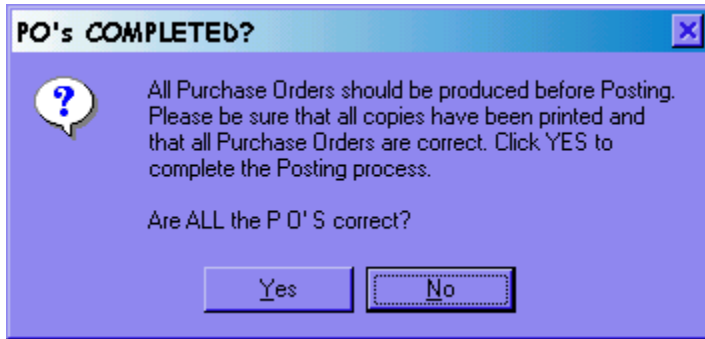 PO's COMPLETED?
All Purchase Orders should be produced before Posting.
Please be sure that all copies have been printed and
that all Purchase Orders are correct. Click YES to
complete the Posting process.
Are ALL the P O' S correct?
Yes
No